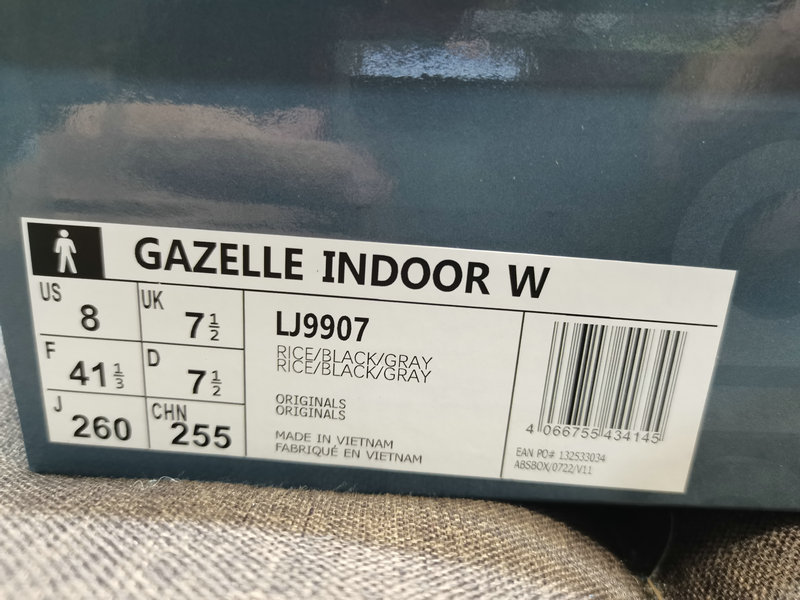 GAZELLE INDOOR W
US 8
UK 7 1/2
F 41 1/3
D 7 1/2
J 260
CHN 255
LJ9907
RICE/BLACK/GRAY
RICE/BLACK/GRAY
ORIGINALS
ORIGINALS
MADE IN VIETNAM
FABRIQUÉ EN VIETNAM
4 066755 434145
EAN PO# 132533034
ABSBOX/0722/V11